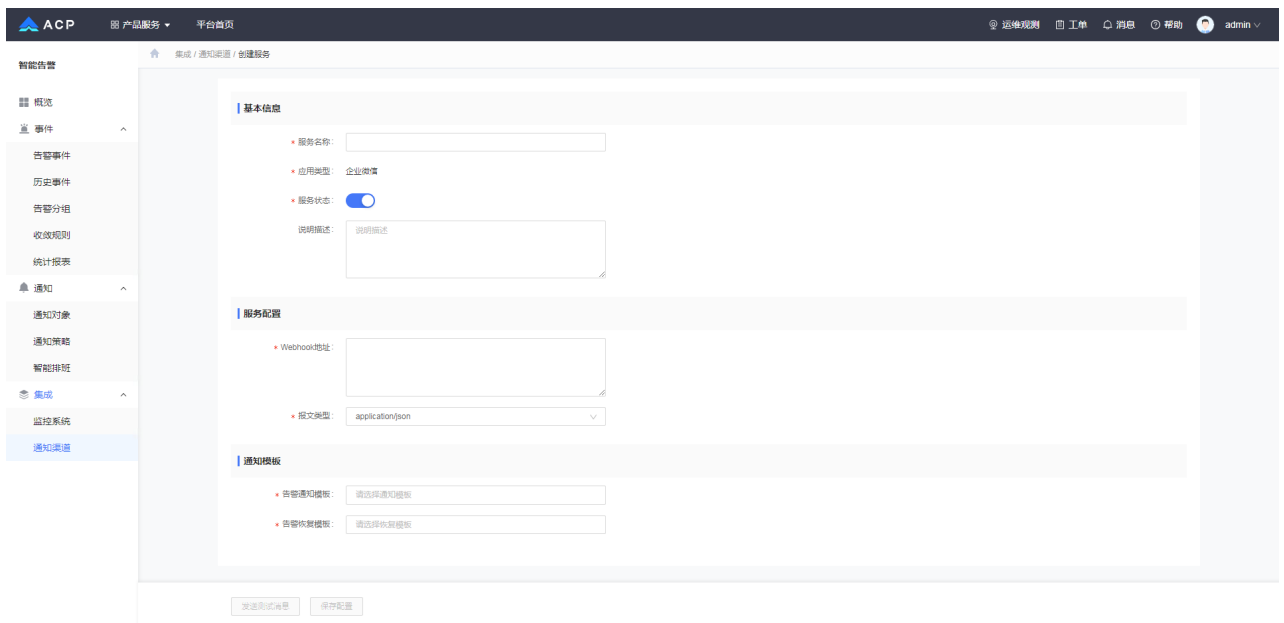 ACP 产品服务 平台首页 运维观测 工单 消息 帮助 admin
集成 / 通知渠道 / 创建服务
智能告警
概览
事件
告警事件
历史事件
告警分组
收敛规则
统计报表
通知
通知对象
通知策略
智能排班
集成
监控系统
通知渠道
基本信息
* 服务名称:
* 应用类型: 企业微信
* 服务状态:
说明描述: 说明描述
服务配置
* Webhook地址:
* 报文类型: application/json
通知模板
* 告警通知模板: 请选择通知模板
* 告警恢复模板: 请选择恢复模板
发送测试消息 保存配置